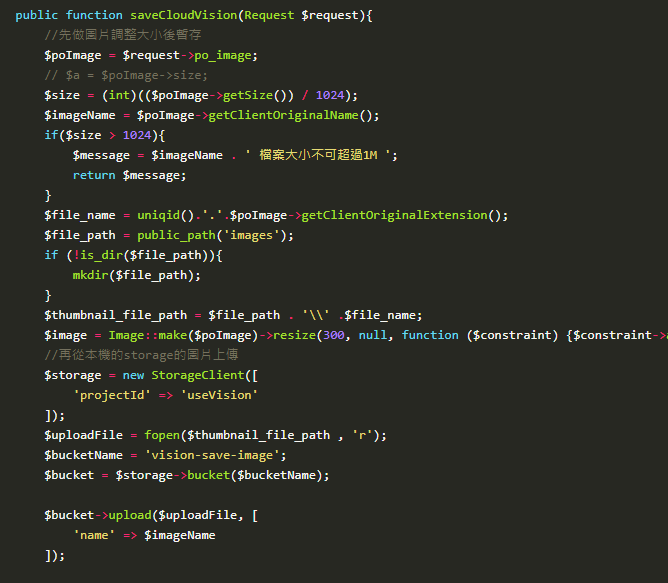 public function saveCloudVision(Request $request){
//先做圖片調整大小後暫存
$poImage = $request->po_image;
// $a = $poImage->size;
$size = (int)(($poImage->getSize()) / 1024);
$imageName = $poImage->getClientOriginalName();
if($size > 1024){
$message = $imageName . ' 檔案大小不可超過1M ';
return $message;
}
$file_name = uniqid().'.'.$poImage->getClientOriginalExtension();
$file_path = public_path('images');
if (!is_dir($file_path)){
mkdir($file_path);
}
$thumbnail_file_path = $file_path . '\\' .$file_name;
$image = Image::make($poImage)->resize(300, null, function ($constraint) {$constraint->
//再從本機的storage的圖片上傳
$storage = new StorageClient([
'projectId' => 'useVision'
]);
$uploadFile = fopen($thumbnail_file_path , 'r');
$bucketName = 'vision-save-image';
$bucket = $storage->bucket($bucketName);
$bucket->upload($uploadFile, [
'name' => $imageName
]);